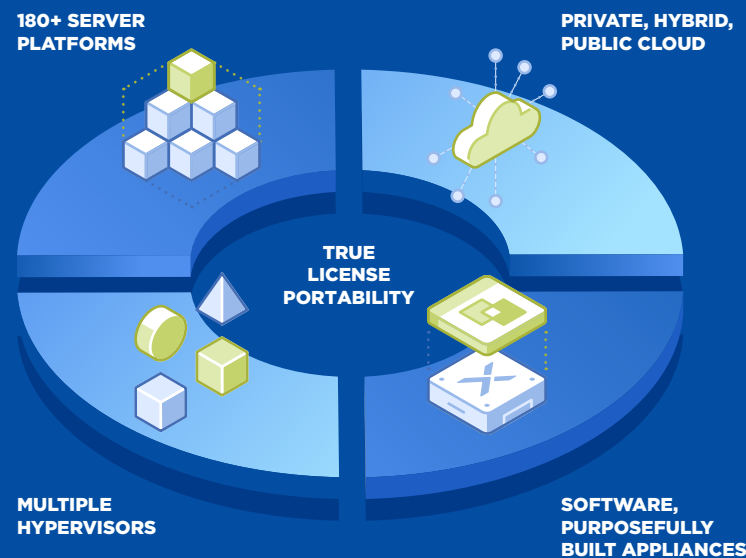 180+ SERVER
PLATFORMS
PRIVATE, HYBRID,
PUBLIC CLOUD
TRUE
LICENSE
PORTABILITY
MULTIPLE
HYPERVISORS
SOFTWARE,
PURPOSEFULLY
BUILT APPLIANCES